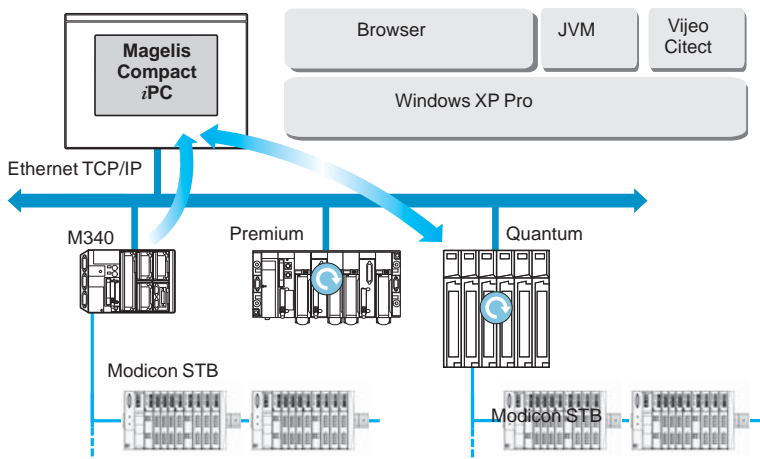 Magelis
Compact
iPC
Browser
JVM
Vijeo
Citect
Windows XP Pro
Ethernet TCP/IP
M340
Premium
Quantum
Modicon STB
Modicon STB